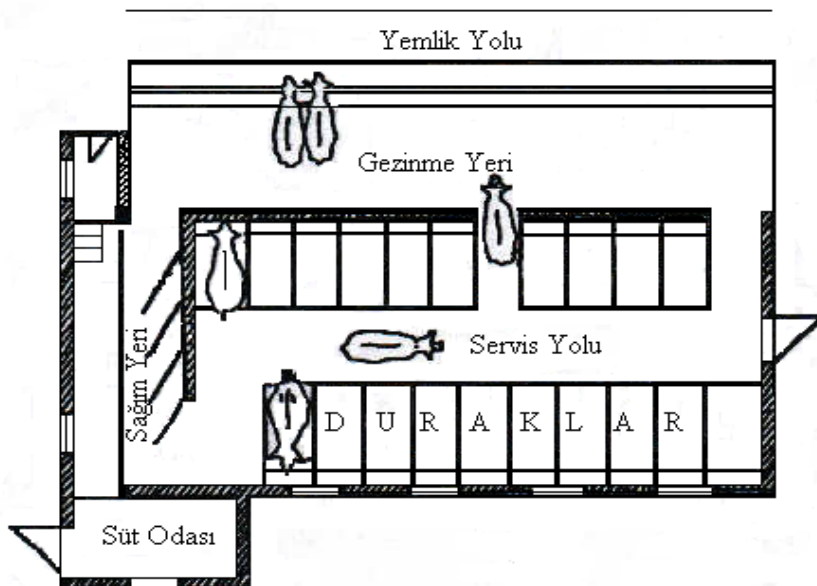 Yemlik Yolu
Gezinme Yeri
Sağım Yeri
Servis Yolu
D U R A K L A R
Süt Odası